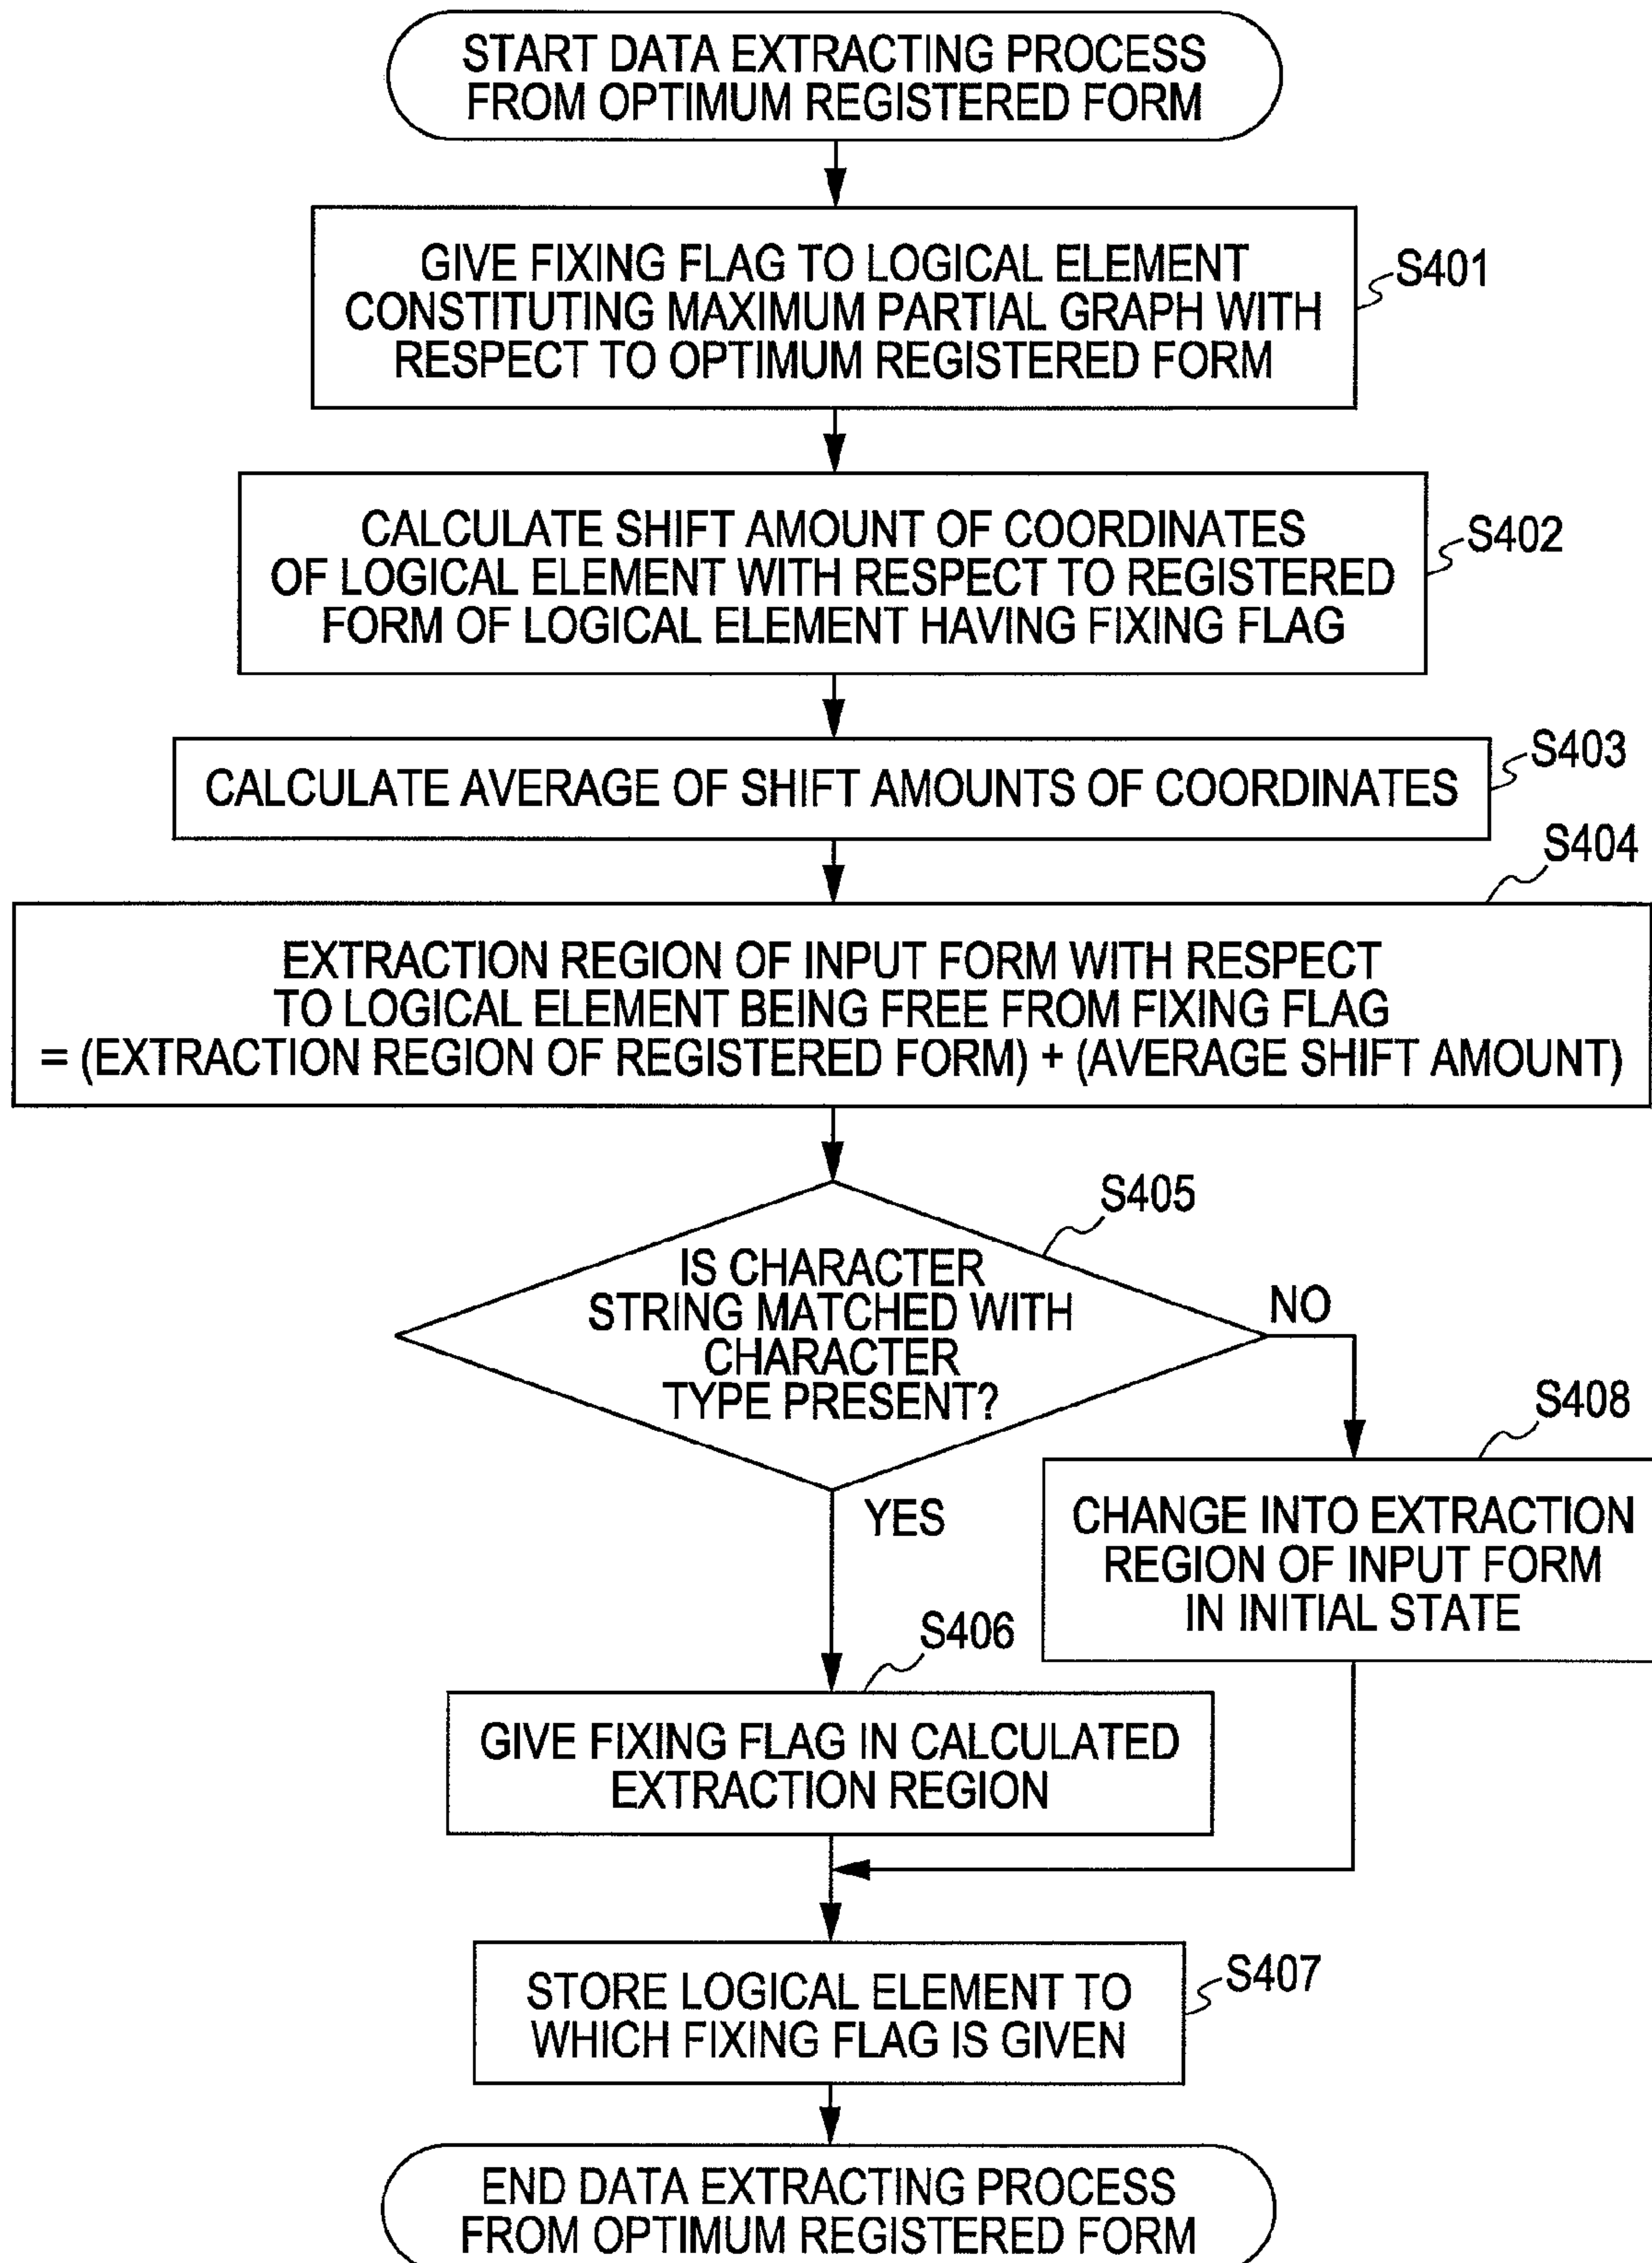 START DATA EXTRACTING PROCESS
FROM OPTIMUM REGISTERED FORM
GIVE FIXING FLAG TO LOGICAL ELEMENT
CONSTITUTING MAXIMUM PARTIAL GRAPH WITH
RESPECT TO OPTIMUM REGISTERED FORM
S401
CALCULATE SHIFT AMOUNT OF COORDINATES
OF LOGICAL ELEMENT WITH RESPECT TO REGISTERED
FORM OF LOGICAL ELEMENT HAVING FIXING FLAG
S402
CALCULATE AVERAGE OF SHIFT AMOUNTS OF COORDINATES
S403
S404
EXTRACTION REGION OF INPUT FORM WITH RESPECT
TO LOGICAL ELEMENT BEING FREE FROM FIXING FLAG
= (EXTRACTION REGION OF REGISTERED FORM) + (AVERAGE SHIFT AMOUNT)
S405
IS CHARACTER
STRING MATCHED WITH
CHARACTER
TYPE PRESENT?
NO
YES
S408
CHANGE INTO EXTRACTION
REGION OF INPUT FORM
IN INITIAL STATE
S406
GIVE FIXING FLAG IN CALCULATED
EXTRACTION REGION
STORE LOGICAL ELEMENT TO
WHICH FIXING FLAG IS GIVEN
S407
END DATA EXTRACTING PROCESS
FROM OPTIMUM REGISTERED FORM